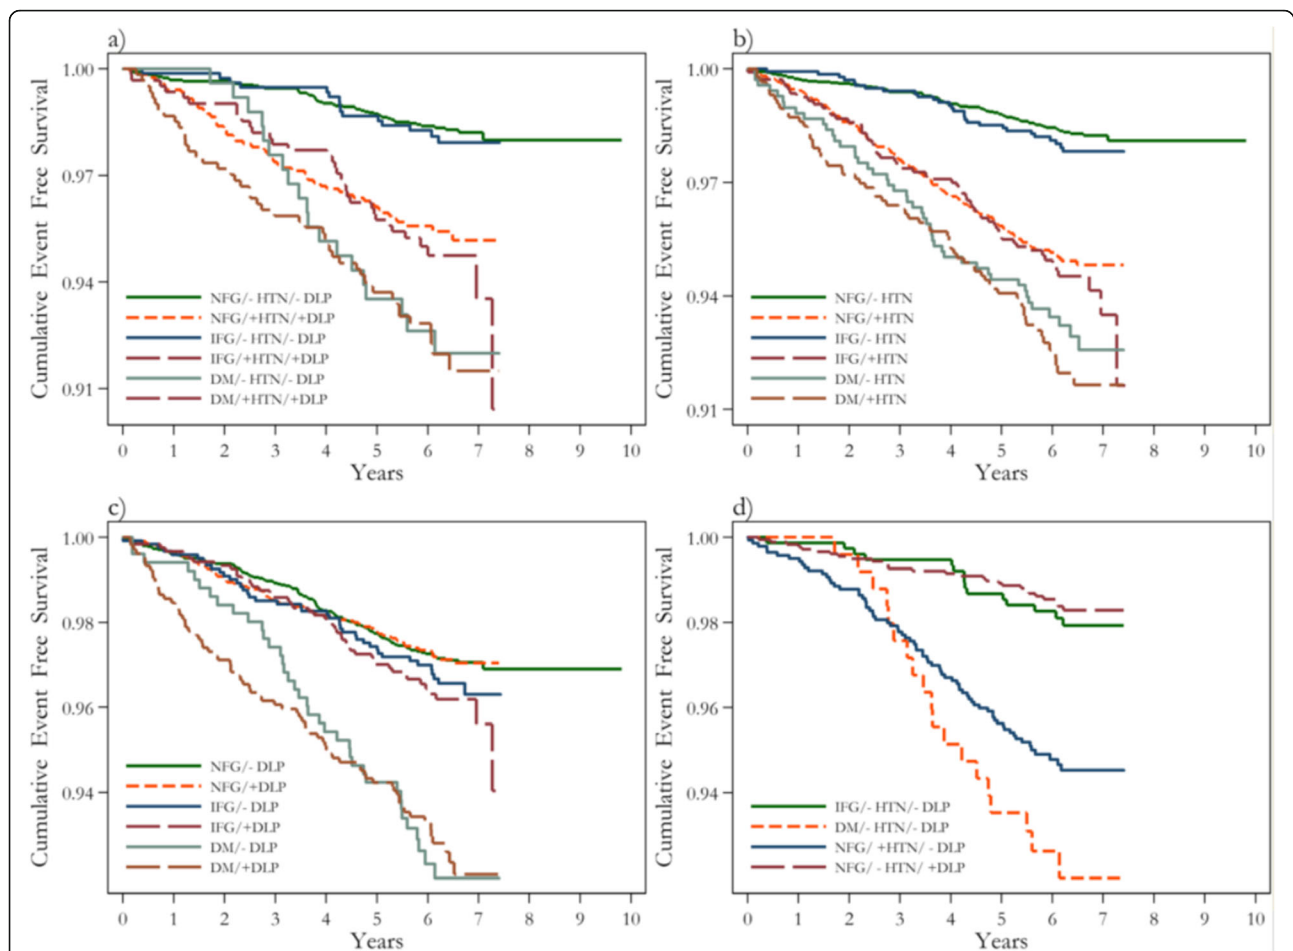 a)
Cumulative Event Free Survival
1.00
0.97
0.94
0.91
NFG/- HTN/- DLP
NFG/+HTN/+DLP
IFG/- HTN/- DLP
IFG/+HTN/+DLP
DM/- HTN/- DLP
DM/+HTN/+DLP
0 1 2 3 4 5 6 7 8 9 10
Years
b)
Cumulative Event Free Survival
1.00
0.97
0.94
0.91
NFG/- HTN
NFG/+HTN
IFG/- HTN
IFG/+HTN
DM/- HTN
DM/+HTN
0 1 2 3 4 5 6 7 8 9 10
Years
c)
Cumulative Event Free Survival
1.00
0.98
0.96
0.94
NFG/- DLP
NFG/+DLP
IFG/- DLP
IFG/+DLP
DM/- DLP
DM/+DLP
0 1 2 3 4 5 6 7 8 9 10
Years
d)
Cumulative Event Free Survival
1.00
0.98
0.96
0.94
IFG/- HTN/- DLP
DM/- HTN/- DLP
NFG/ +HTN/- DLP
NFG/ - HTN/ +DLP
0 1 2 3 4 5 6 7 8 9 10
Years